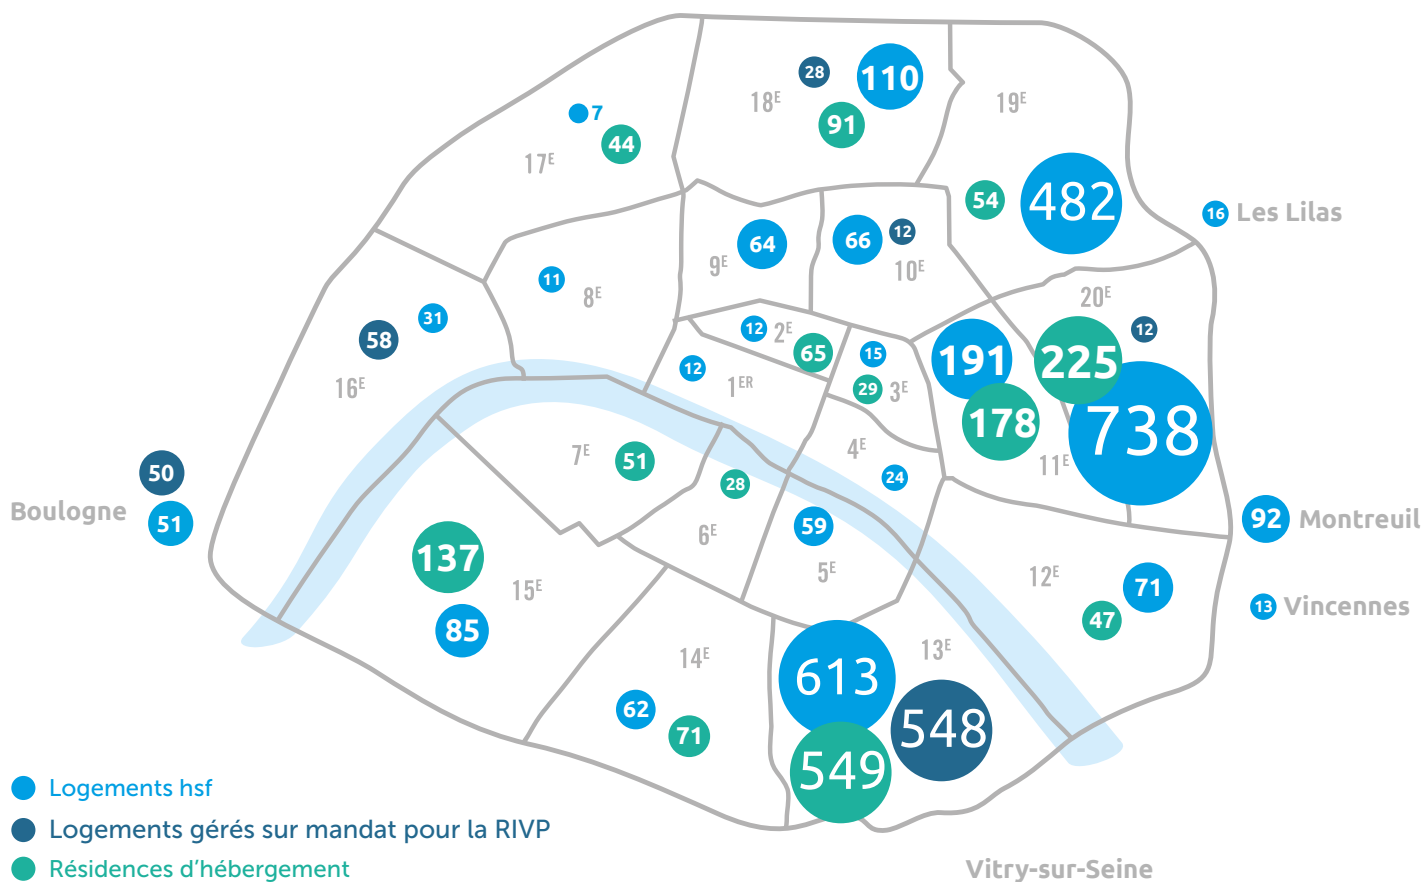 28
110
18E
91
19E
7
44
17E
54
482
16
Les Lilas
64
9E
66
12
10E
11
8E
20E
31
58
16E
12
2E
65
12
1ER
15
29
3E
191
178
11E
225
12
738
7E
51
4E
24
28
6E
59
5E
50
Boulogne
51
92
Montreuil
137
15E
85
12E
71
47
13
Vincennes
14E
62
71
613
13E
548
549
Logements hsf
Logements gérés sur mandat pour la RIVP
Résidences d’hébergement
Vitry-sur-Seine